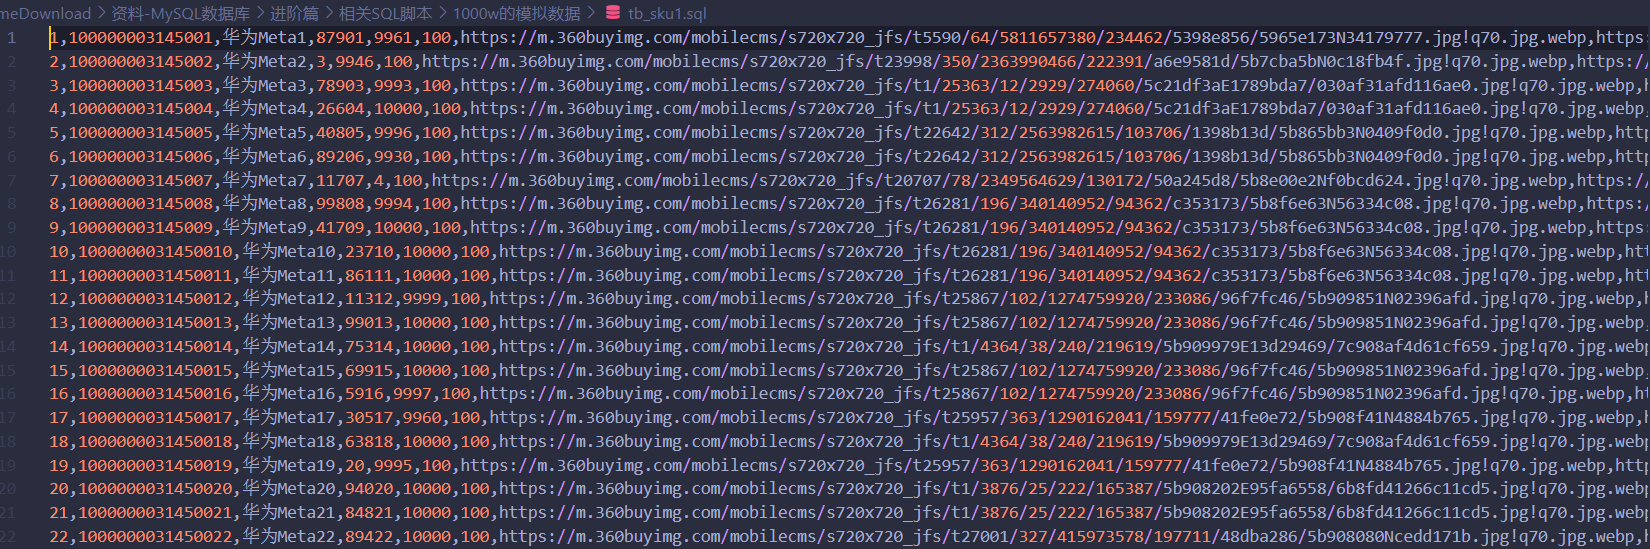 meDownload > 资料-MySQL数据库 > 进阶篇 > 相关SQL脚本 > 1000w的模拟数据 > tb_sku1.sql
1 1,100000003145001,华为Meta1,87901,9961,100,https://m.360buyimg.com/mobilecms/s720x720_jfs/t5590/64/5811657380/234462/5398e856/5965e173N34179777.jpg!q70.jpg.webp,https:
2 2,100000003145002,华为Meta2,3,9946,100,https://m.360buyimg.com/mobilecms/s720x720_jfs/t23998/350/2363990466/222391/a6e9581d/5b7cba5bN0c18fb4f.jpg!q70.jpg.webp,https:/
3 3,100000003145003,华为Meta3,78903,9993,100,https://m.360buyimg.com/mobilecms/s720x720_jfs/t1/25363/12/2929/274060/5c21df3aE1789bda7/030af31afd116ae0.jpg!q70.jpg.webp,h
4 4,100000003145004,华为Meta4,26604,10000,100,https://m.360buyimg.com/mobilecms/s720x720_jfs/t1/25363/12/2929/274060/5c21df3aE1789bda7/030af31afd116ae0.jpg!q70.jpg.webp,
5 5,100000003145005,华为Meta5,40805,9996,100,https://m.360buyimg.com/mobilecms/s720x720_jfs/t22642/312/2563982615/103706/1398b13d/5b865bb3N0409f0d0.jpg!q70.jpg.webp,http
6 6,100000003145006,华为Meta6,89206,9930,100,https://m.360buyimg.com/mobilecms/s720x720_jfs/t22642/312/2563982615/103706/1398b13d/5b865bb3N0409f0d0.jpg!q70.jpg.webp,http
7 7,100000003145007,华为Meta7,11707,4,100,https://m.360buyimg.com/mobilecms/s720x720_jfs/t20707/78/2349564629/130172/50a245d8/5b8e00e2Nf0bcd624.jpg!q70.jpg.webp,https:/
8 8,100000003145008,华为Meta8,99808,9994,100,https://m.360buyimg.com/mobilecms/s720x720_jfs/t26281/196/340140952/94362/c353173/5b8f6e63N56334c08.jpg!q70.jpg.webp,https:
9 9,100000003145009,华为Meta9,41709,10000,100,https://m.360buyimg.com/mobilecms/s720x720_jfs/t26281/196/340140952/94362/c353173/5b8f6e63N56334c08.jpg!q70.jpg.webp,https
10 10,1000000031450010,华为Meta10,23710,10000,100,https://m.360buyimg.com/mobilecms/s720x720_jfs/t26281/196/340140952/94362/c353173/5b8f6e63N56334c08.jpg!q70.jpg.webp,ht
11 11,1000000031450011,华为Meta11,86111,10000,100,https://m.360buyimg.com/mobilecms/s720x720_jfs/t26281/196/340140952/94362/c353173/5b8f6e63N56334c08.jpg!q70.jpg.webp,ht
12 12,1000000031450012,华为Meta12,11312,9999,100,https://m.360buyimg.com/mobilecms/s720x720_jfs/t25867/102/1274759920/233086/96f7fc46/5b909851N02396afd.jpg!q70.jpg.webp,h
13 13,1000000031450013,华为Meta13,99013,10000,100,https://m.360buyimg.com/mobilecms/s720x720_jfs/t25867/102/1274759920/233086/96f7fc46/5b909851N02396afd.jpg!q70.jpg.webp,
14 14,1000000031450014,华为Meta14,75314,10000,100,https://m.360buyimg.com/mobilecms/s720x720_jfs/t1/4364/38/240/219619/5b909979E13d29469/7c908af4d61cf659.jpg!q70.jpg.webp
15 15,1000000031450015,华为Meta15,69915,10000,100,https://m.360buyimg.com/mobilecms/s720x720_jfs/t25867/102/1274759920/233086/96f7fc46/5b909851N02396afd.jpg!q70.jpg.webp,
16 16,1000000031450016,华为Meta16,5916,9997,100,https://m.360buyimg.com/mobilecms/s720x720_jfs/t25867/102/1274759920/233086/96f7fc46/5b909851N02396afd.jpg!q70.jpg.webp,ht
17 17,1000000031450017,华为Meta17,30517,9960,100,https://m.360buyimg.com/mobilecms/s720x720_jfs/t25957/363/1290162041/159777/41fe0e72/5b908f41N4884b765.jpg!q70.jpg.webp,h
18 18,1000000031450018,华为Meta18,63818,10000,100,https://m.360buyimg.com/mobilecms/s720x720_jfs/t1/4364/38/240/219619/5b909979E13d29469/7c908af4d61cf659.jpg!q70.jpg.webp
19 19,1000000031450019,华为Meta19,20,9995,100,https://m.360buyimg.com/mobilecms/s720x720_jfs/t25957/363/1290162041/159777/41fe0e72/5b908f41N4884b765.jpg!q70.jpg.webp,htt
20 20,1000000031450020,华为Meta20,94020,10000,100,https://m.360buyimg.com/mobilecms/s720x720_jfs/t1/3876/25/222/165387/5b908202E95fa6558/6b8fd41266c11cd5.jpg!q70.jpg.webp
21 21,1000000031450021,华为Meta21,84821,10000,100,https://m.360buyimg.com/mobilecms/s720x720_jfs/t1/3876/25/222/165387/5b908202E95fa6558/6b8fd41266c11cd5.jpg!q70.jpg.webp
22 22,1000000031450022,华为Meta22,89422,10000,100,https://m.360buyimg.com/mobilecms/s720x720_jfs/t27001/327/415973578/197711/48dba286/5b908080Ncedd171b.jpg!q70.jpg.webp,